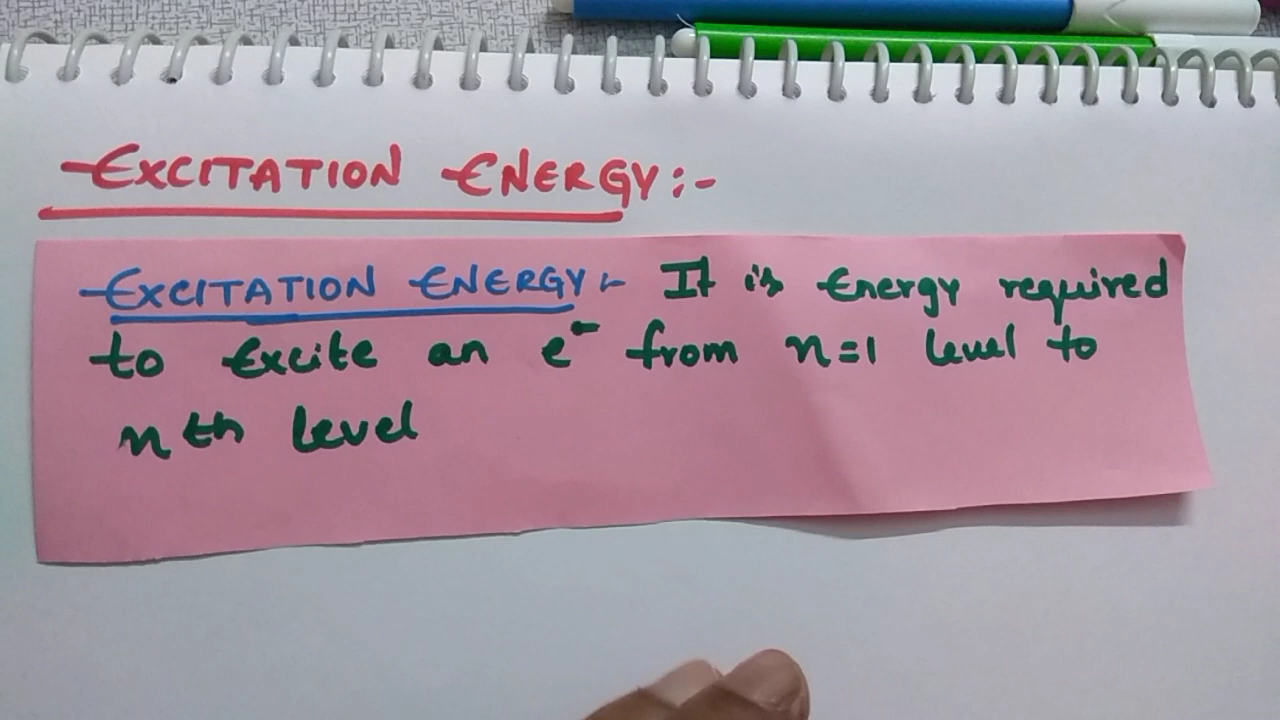 EXCITATION ENERGY:-
EXCITATION ENERGY:- It is Energy required
to Excite an e⁻ from n=1 level to
nth level